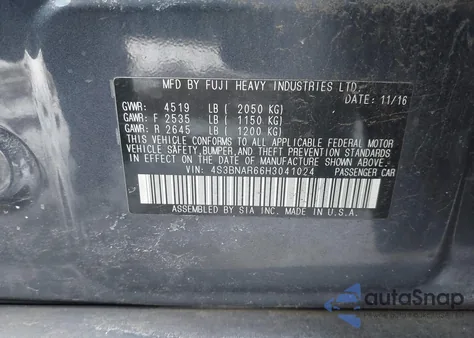 MFD BY FUJI HEAVY INDUSTRIES LTD.
DATE: 11/16
GVWR: 4519 LB ( 2050 KG)
GAWR: F 2535 LB ( 1150 KG)
GAWR: R 2645 LB ( 1200 KG)
THIS VEHICLE CONFORMS TO ALL APPLICABLE FEDERAL MOTOR
VEHICLE SAFETY, BUMPER, AND THEFT PREVENTION STANDARDS
IN EFFECT ON THE DATE OF MANUFACTURE SHOWN ABOVE.
VIN: 4S3BNAR66H3041024 PASSENGER CAR
ASSEMBLED BY SIA INC. MADE IN U.S.A.
autoSnap